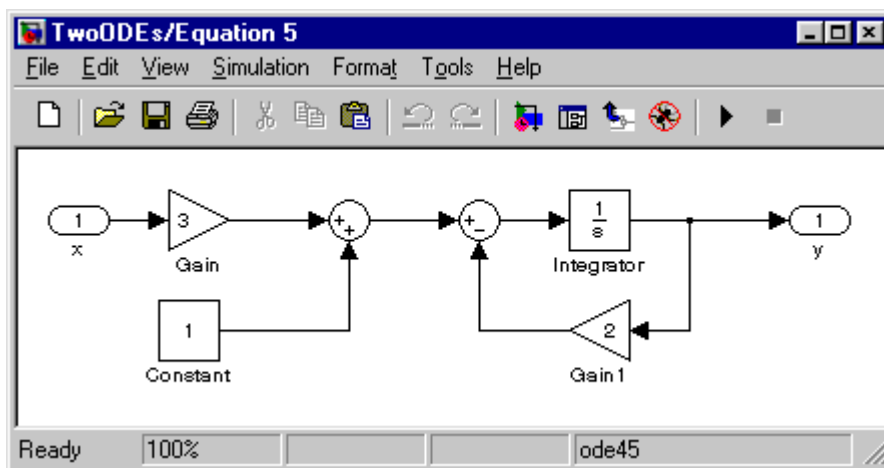 TwoODEs/Equation 5
File Edit View Simulation Format Tools Help
1
x
3
Gain
+
+
+
−
1
s
Integrator
1
y
1
Constant
2
Gain1
Ready 100% ode45